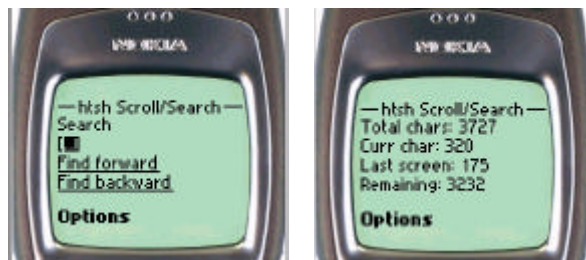 NOKIA
htsh Scroll/Search
Search
[
Find forward
Find backward
Options
NOKIA
htsh Scroll/Search
Total chars: 3727
Curr char: 320
Last screen: 175
Remaining: 3232
Options